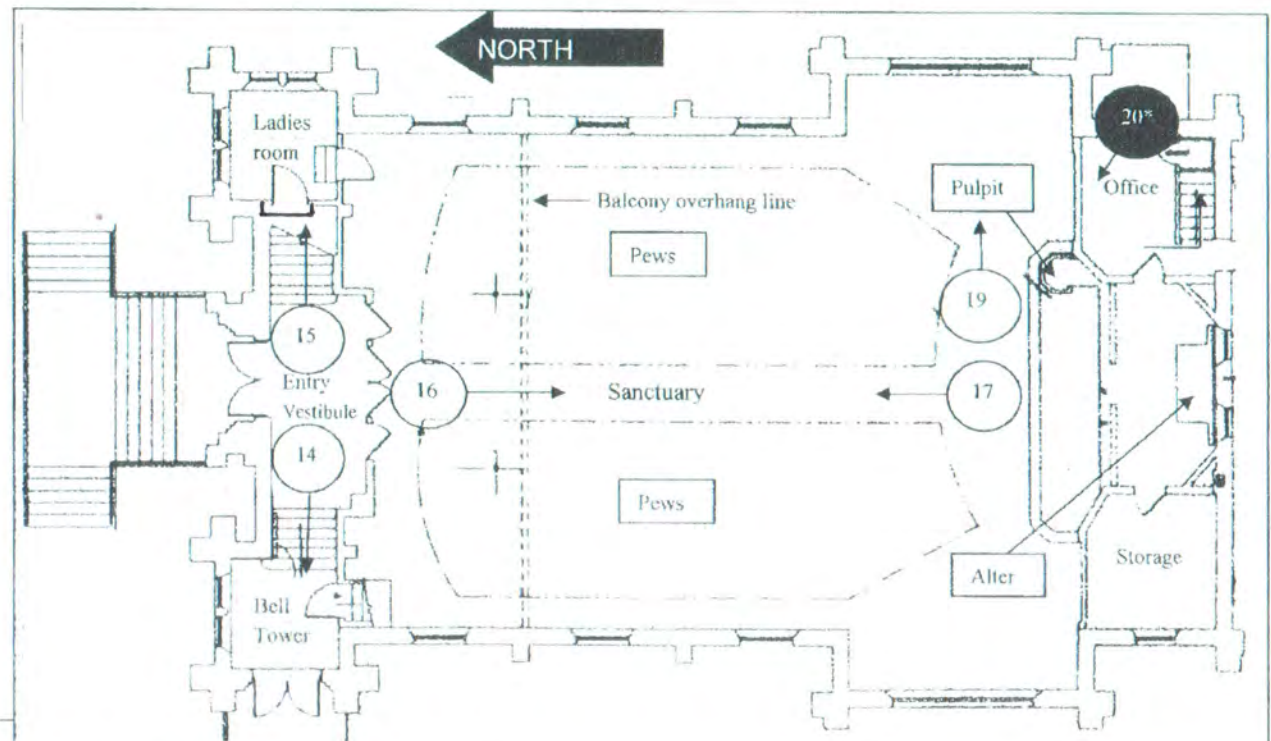 NORTH
Ladies
room
20*
Office
Pulpit
Balcony overhang line
Pews
19
15
Entry
Vestibule
16
Sanctuary
17
14
Pews
Storage
Alter
Bell
Tower